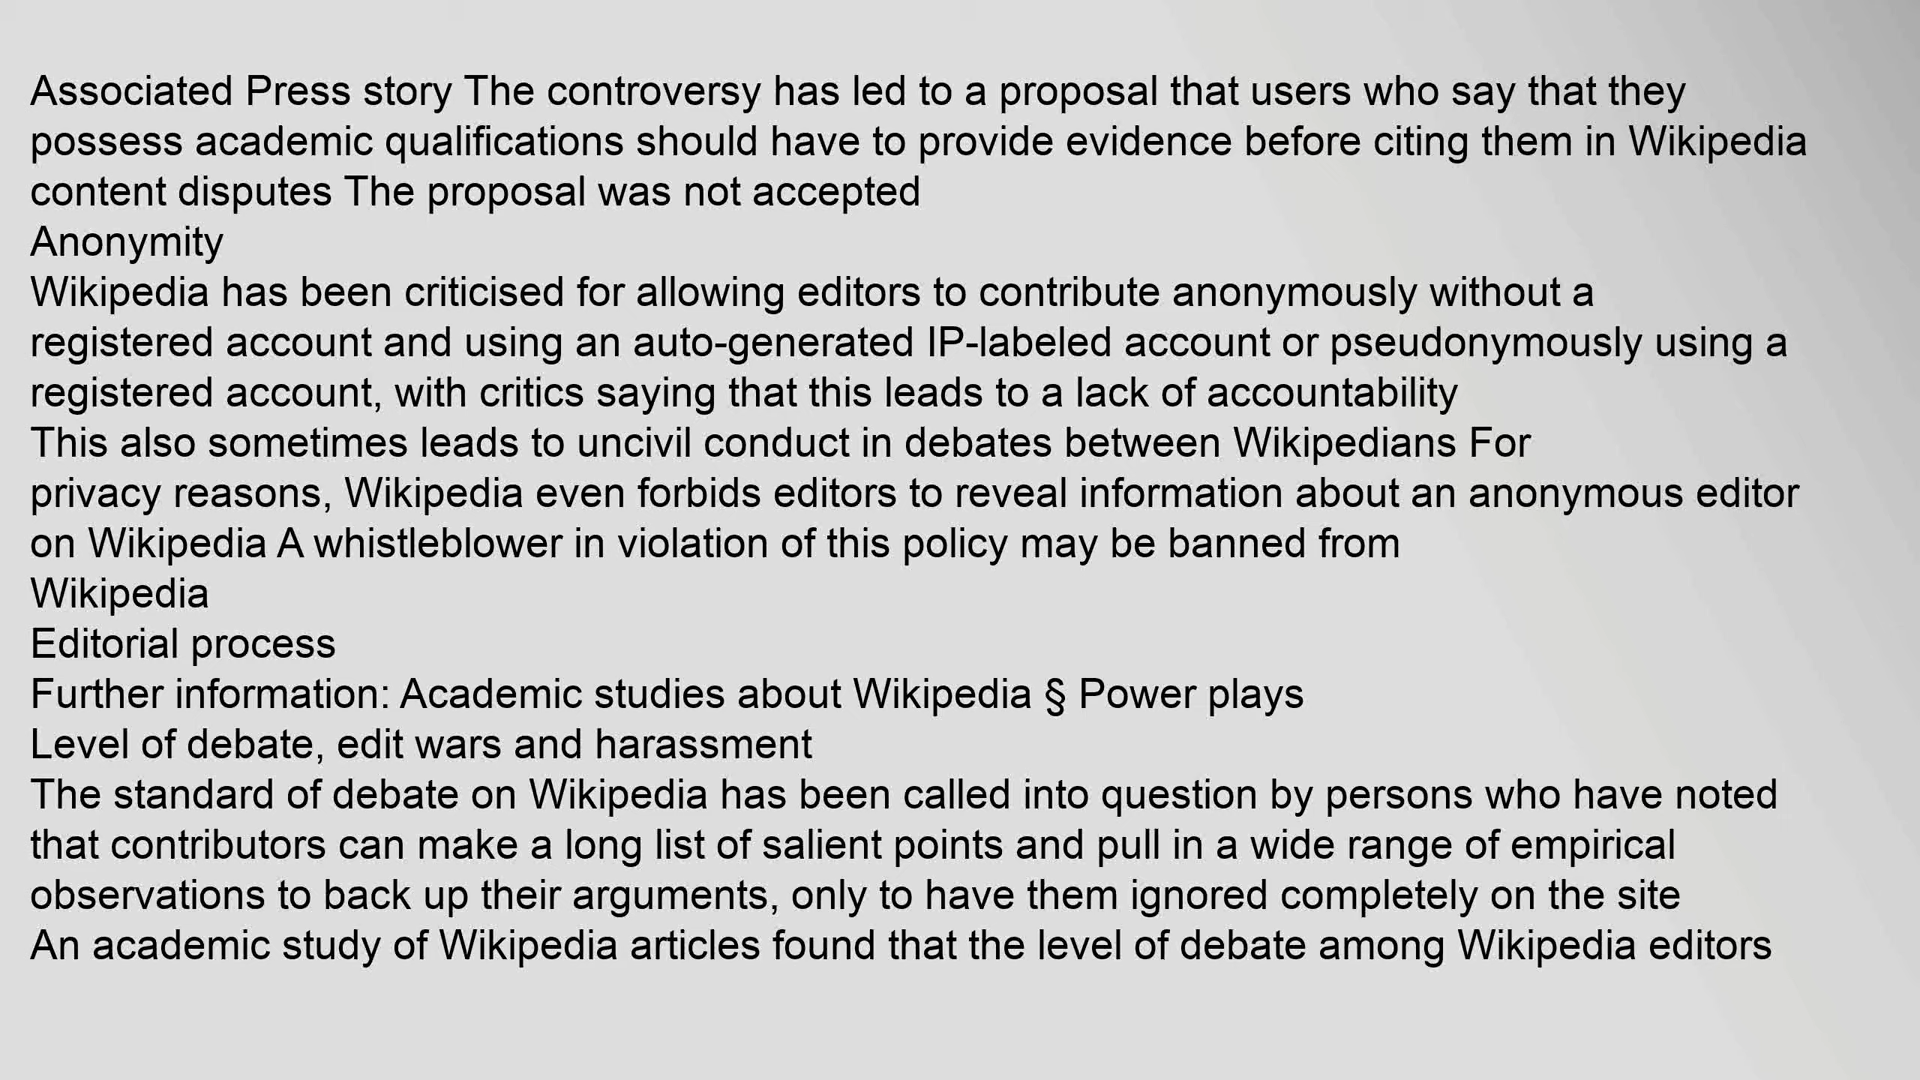 Associated Press story The controversy has led to a proposal that users who say that they
possess academic qualifications should have to provide evidence before citing them in Wikipedia
content disputes The proposal was not accepted
Anonymity
Wikipedia has been criticised for allowing editors to contribute anonymously without a
registered account and using an auto-generated IP-labeled account or pseudonymously using a
registered account, with critics saying that this leads to a lack of accountability
This also sometimes leads to uncivil conduct in debates between Wikipedians For
privacy reasons, Wikipedia even forbids editors to reveal information about an anonymous editor
on Wikipedia A whistleblower in violation of this policy may be banned from
Wikipedia
Editorial process
Further information: Academic studies about Wikipedia § Power plays
Level of debate, edit wars and harassment
The standard of debate on Wikipedia has been called into question by persons who have noted
that contributors can make a long list of salient points and pull in a wide range of empirical
observations to back up their arguments, only to have them ignored completely on the site
An academic study of Wikipedia articles found that the level of debate among Wikipedia editors